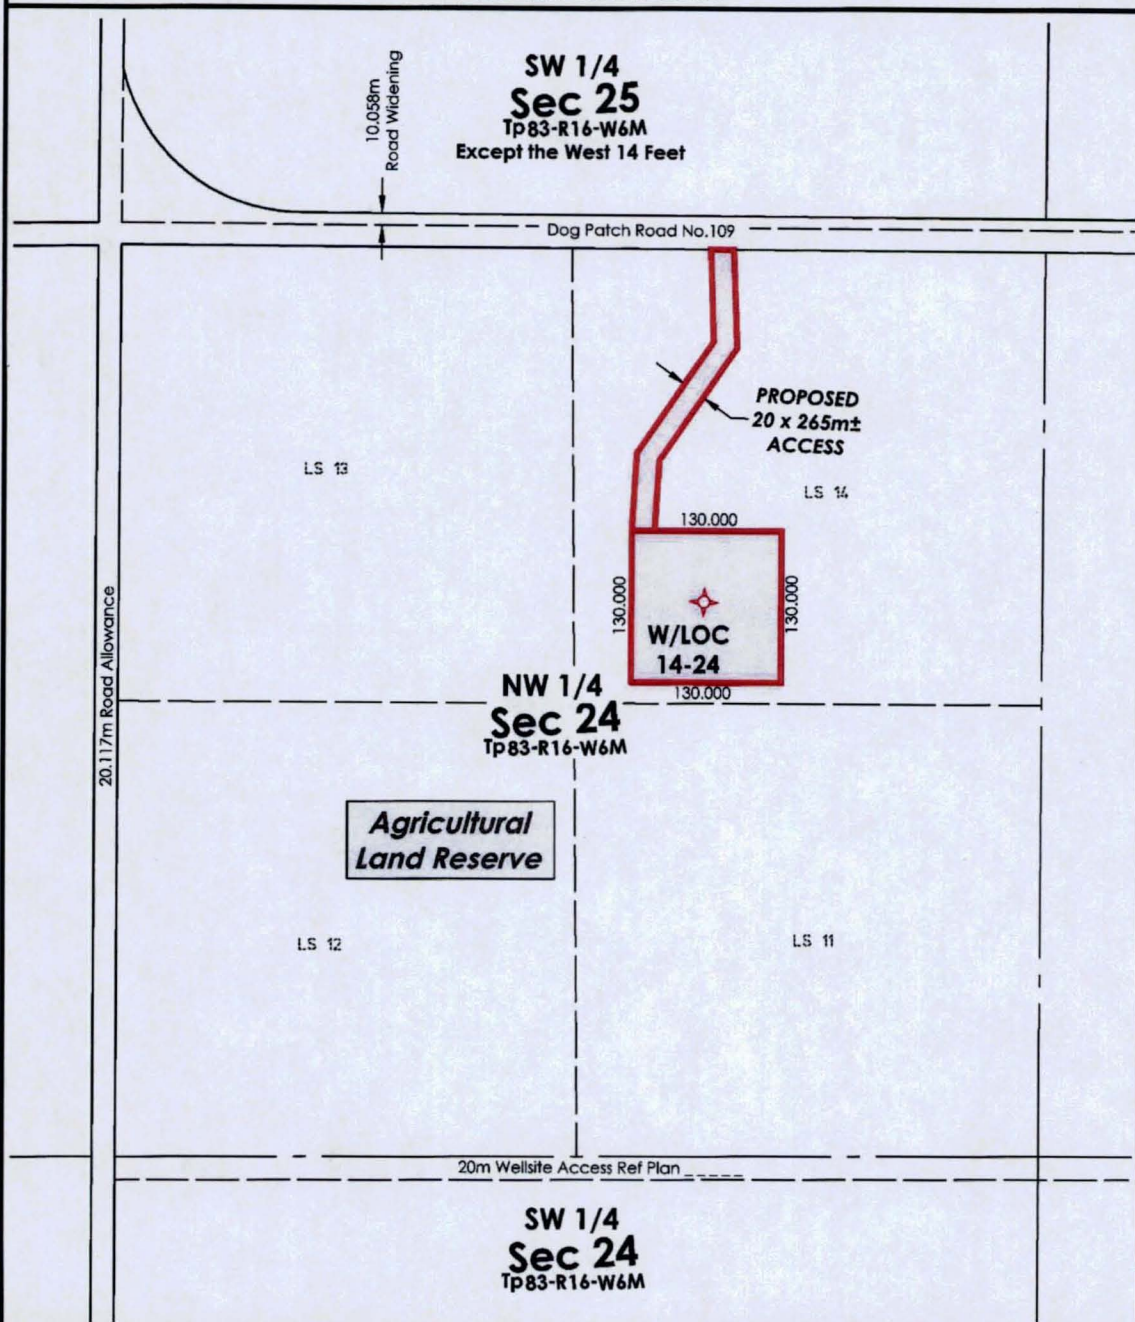 SW 1/4
Sec 25
Tp83-R16-W6M
Except the West 14 Feet
10.058m
Road Widening
Dog Patch Road No.109
PROPOSED
20 x 265m±
ACCESS
LS 13
LS 14
130.000
130.000
130.000
W/LOC
14-24
130.000
20.117m Road Allowance
NW 1/4
Sec 24
Tp83-R16-W6M
Agricultural
Land Reserve
LS 12
LS 11
20m Wellsite Access Ref Plan ______
SW 1/4
Sec 24
Tp83-R16-W6M